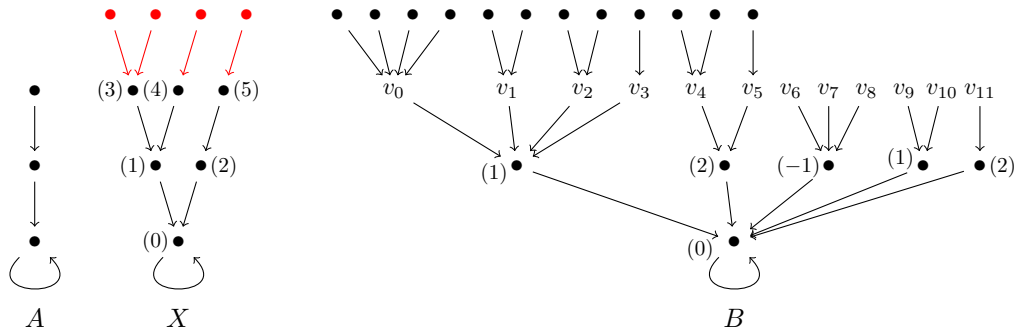 (3) (4) (5) v₀ v₁ v₂ v₃ v₄ v₅ v₆ v₇ v₈ v₉ v₁₀ v₁₁
(1) (2) (1) (2) (−1) (1) (2)
(0) (0)
A X B